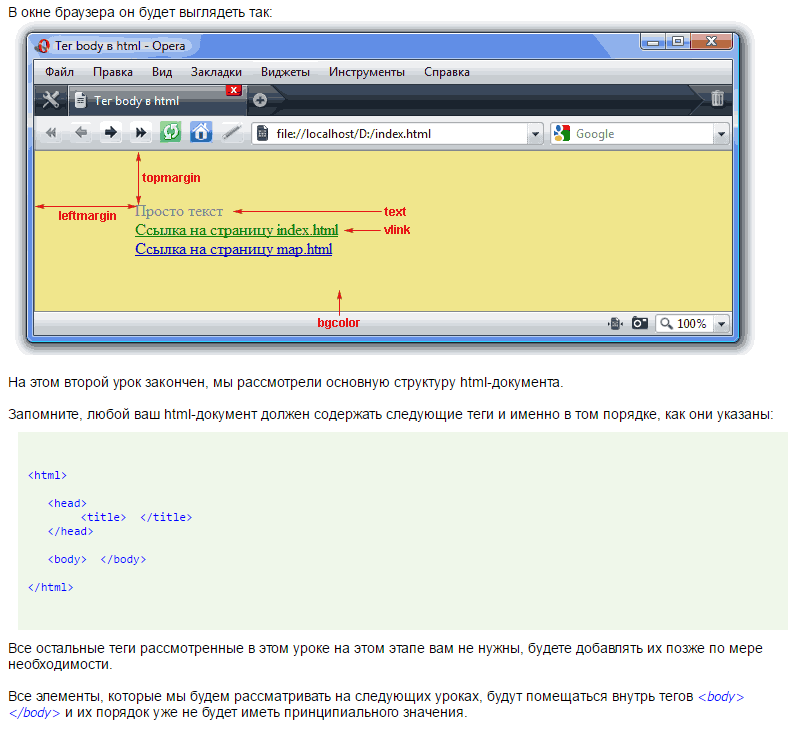 В окне браузера он будет выглядеть так:
Тег body в html - Opera
Файл Правка Вид Закладки Виджеты Инструменты Справка
Тег body в html
file://localhost/D:/index.html
Google
topmargin
leftmargin
Просто текст
text
Ссылка на страницу index.html
vlink
Ссылка на страницу map.html
bgcolor
100%
На этом второй урок закончен, мы рассмотрели основную структуру html-документа.
Запомните, любой ваш html-документ должен содержать следующие теги и именно в том порядке, как они указаны:
<html>
<head>
<title> </title>
</head>
<body> </body>
</html>
Все остальные теги рассмотренные в этом уроке на этом этапе вам не нужны, будете добавлять их позже по мере
необходимости.
Все элементы, которые мы будем рассматривать на следующих уроках, будут помещаться внутрь тегов <body>
</body> и их порядок уже не будет иметь принципиального значения.